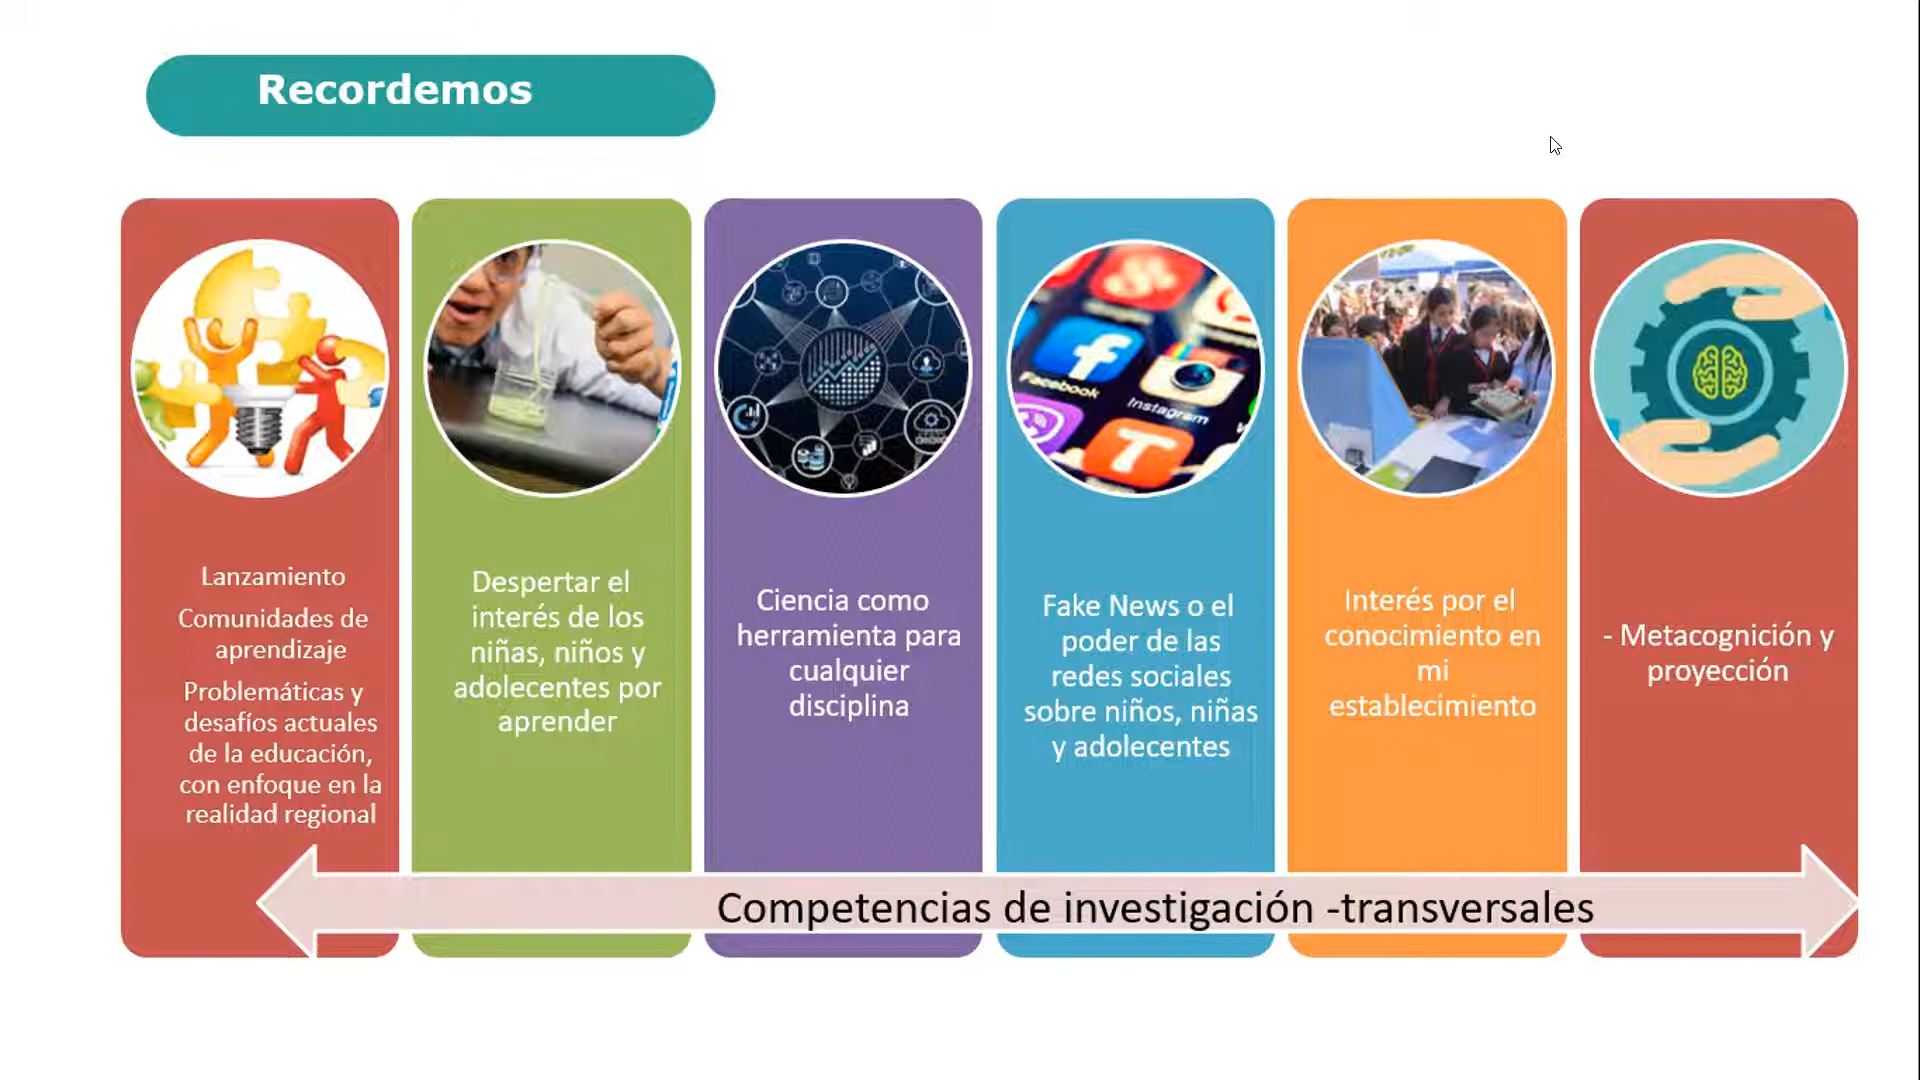 Recordemos
Facebook
Instagram
Lanzamiento
Comunidades de
aprendizaje
Problemáticas y
desafíos actuales
de la educación,
con enfoque en la
realidad regional
Despertar el
interés de los
niñas, niños y
adolecentes por
aprender
Ciencia como
herramienta para
cualquier
disciplina
Fake News o el
poder de las
redes sociales
sobre niños, niñas
y adolecentes
Interés por el
conocimiento en
mi
establecimiento
- Metacognición y
proyección
Competencias de investigación -transversales